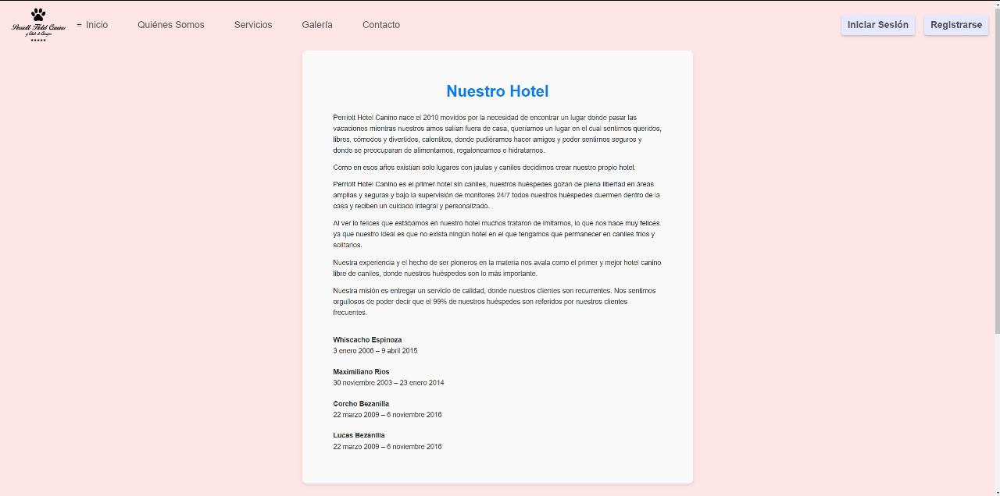 Perriott Hotel Canino
y Club de Campo
≡ Inicio
Quiénes Somos
Servicios
Galería
Contacto
Iniciar Sesión
Registrarse
Nuestro Hotel
Perriott Hotel Canino nace el 2010 movidos por la necesidad de encontrar un lugar donde pasar las
vacaciones mientras nuestros amos salían fuera de casa, queríamos un lugar en el cual sentirnos queridos,
libres, cómodos y divertidos, calentitos, donde pudiéramos hacer amigos y poder sentirnos seguros y
donde se preocuparan de alimentarnos, regalonearnos e hidratarnos.
Como en esos años existían solo lugares con jaulas y caniles decidimos crear nuestro propio hotel.
Perriott Hotel Canino es el primer hotel sin caniles, nuestros huéspedes gozan de plena libertad en áreas
amplias y seguras y bajo la supervisión de monitores 24/7 todos nuestros huéspedes duermen dentro de la
casa y reciben un cuidado integral y personalizado.
Al ver lo felices que estábamos en nuestro hotel muchos trataron de imitarnos, lo que nos hace muy felices
ya que nuestro ideal es que no exista ningún hotel en el que tengamos que permanecer en caniles fríos y
solitarios.
Nuestra experiencia y el hecho de ser pioneros en la materia nos avala como el primer y mejor hotel canino
libre de caniles, donde nuestros huéspedes son lo más importante.
Nuestra misión es entregar un servicio de calidad, donde nuestros clientes son recurrentes. Nos sentimos
orgullosos de poder decir que el 99% de nuestros huéspedes son referidos por nuestros clientes
frecuentes.
Whiscacho Espinoza
3 enero 2006 – 9 abril 2015
Maximiliano Ríos
30 noviembre 2003 – 23 enero 2014
Corcho Bezanilla
22 marzo 2009 – 6 noviembre 2016
Lucas Bezanilla
22 marzo 2009 – 6 noviembre 2016